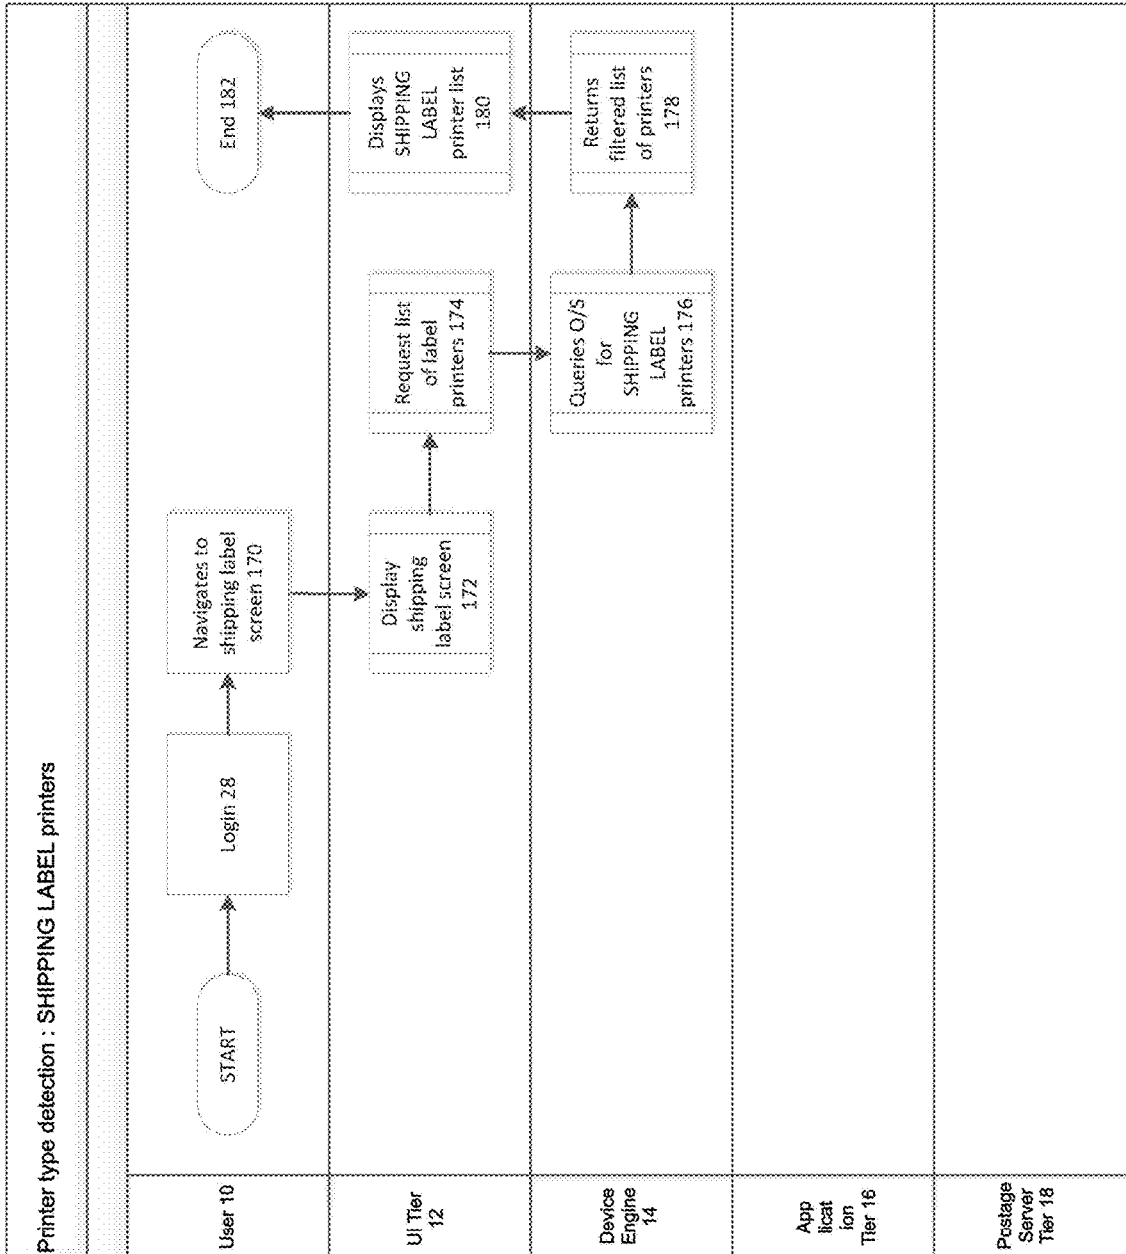 Printer type detection : SHIPPING LABEL printers
User 10
START
Login 28
Navigates to
shipping label
screen 170
End 182
UI Tier
12
Display
shipping
label screen
172
Request list
of label
printers 174
Displays
SHIPPING
LABEL
printer list
180
Device
Engine
14
Queries O/S
for
SHIPPING
LABEL
printers 176
Returns
filtered list
of printers
178
App
licat
ion
Tier 16
Postage
Server
Tier 18